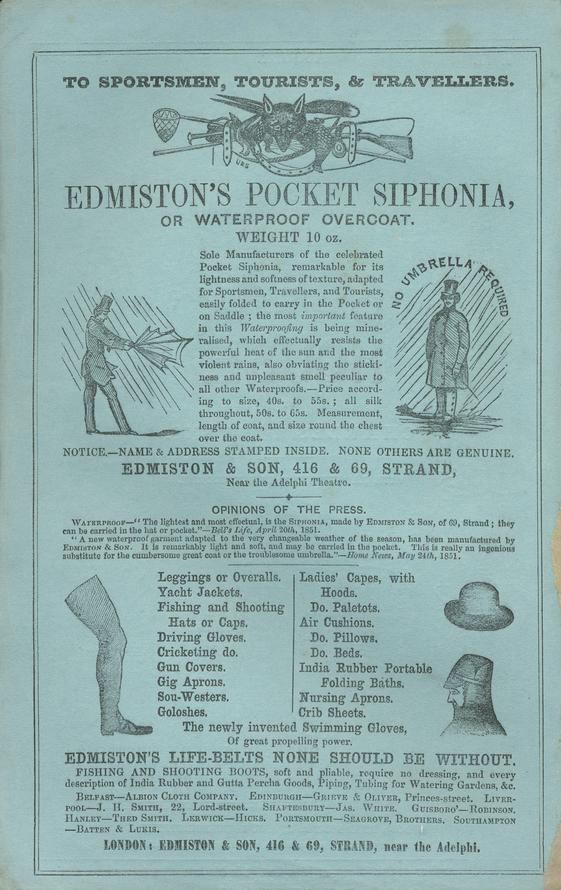 TO SPORTSMEN, TOURISTS, & TRAVELLERS.
EDMISTON'S POCKET SIPHONIA,
OR WATERPROOF OVERCOAT.
WEIGHT 10 oz.
Sole Manufacturers of the celebrated
Pocket Siphonia, remarkable for its
lightness and softness of texture, adapted
for Sportsmen, Travellers, and Tourists,
easily folded to carry in the Pocket or
on Saddle; the most important feature
in this Waterproofing is being mine-
ralised, which effectually resists the
powerful heat of the sun and the most
violent rains, also obviating the sticki-
ness and unpleasant smell peculiar to
all other Waterproofs.—Price accord-
ing to size, 40s. to 55s.; all silk
throughout, 50s. to 65s. Measurement,
length of coat, and size round the chest
over the coat.
NO UMBRELLA REQUIRED
NOTICE.—NAME & ADDRESS STAMPED INSIDE. NONE OTHERS ARE GENUINE.
EDMISTON & SON, 416 & 69, STRAND,
Near the Adelphi Theatre.
OPINIONS OF THE PRESS.
WATERPROOF—"The lightest and most effectual, is the SIPHONIA, made by EDMISTON & SON, of 69, Strand; they
can be carried in the hat or pocket."—Bell's Life, April 20th, 1851.
"A new waterproof garment adapted to the very changeable weather of the season, has been manufactured by
EDMISTON & SON. It is remarkably light and soft, and may be carried in the pocket. This is really an ingenious
substitute for the cumbersome great coat or the troublesome umbrella."—Home News, May 24th, 1851.
Leggings or Overalls.
Yacht Jackets.
Fishing and Shooting
Hats or Caps.
Driving Gloves.
Cricketing do.
Gun Covers.
Gig Aprons.
Sou-Westers.
Goloshes.
Ladies' Capes, with
Hoods.
Do. Paletots.
Air Cushions.
Do. Pillows.
Do. Beds.
India Rubber Portable
Folding Baths.
Nursing Aprons.
Crib Sheets.
The newly invented Swimming Gloves,
Of great propelling power.
EDMISTON'S LIFE-BELTS NONE SHOULD BE WITHOUT.
FISHING AND SHOOTING BOOTS, soft and pliable, require no dressing, and every
description of India Rubber and Gutta Percha Goods, Piping, Tubing for Watering Gardens, &c.
BELFAST—ALBION CLOTH COMPANY. EDINBURGH—GRIEVE & OLIVER, Princes-street. LIVER-
POOL—J. H. SMITH, 22, Lord-street. SHAFTESBURY—JAS. WHITE. GUISBORO'—ROBINSON.
HANLEY—THED SMITH. LERWICK—HICKS. PORTSMOUTH—SEAGROVE, BROTHERS. SOUTHAMPTON
—BATTEN & LUKIS.
LONDON: EDMISTON & SON, 416 & 69, STRAND, near the Adelphi.